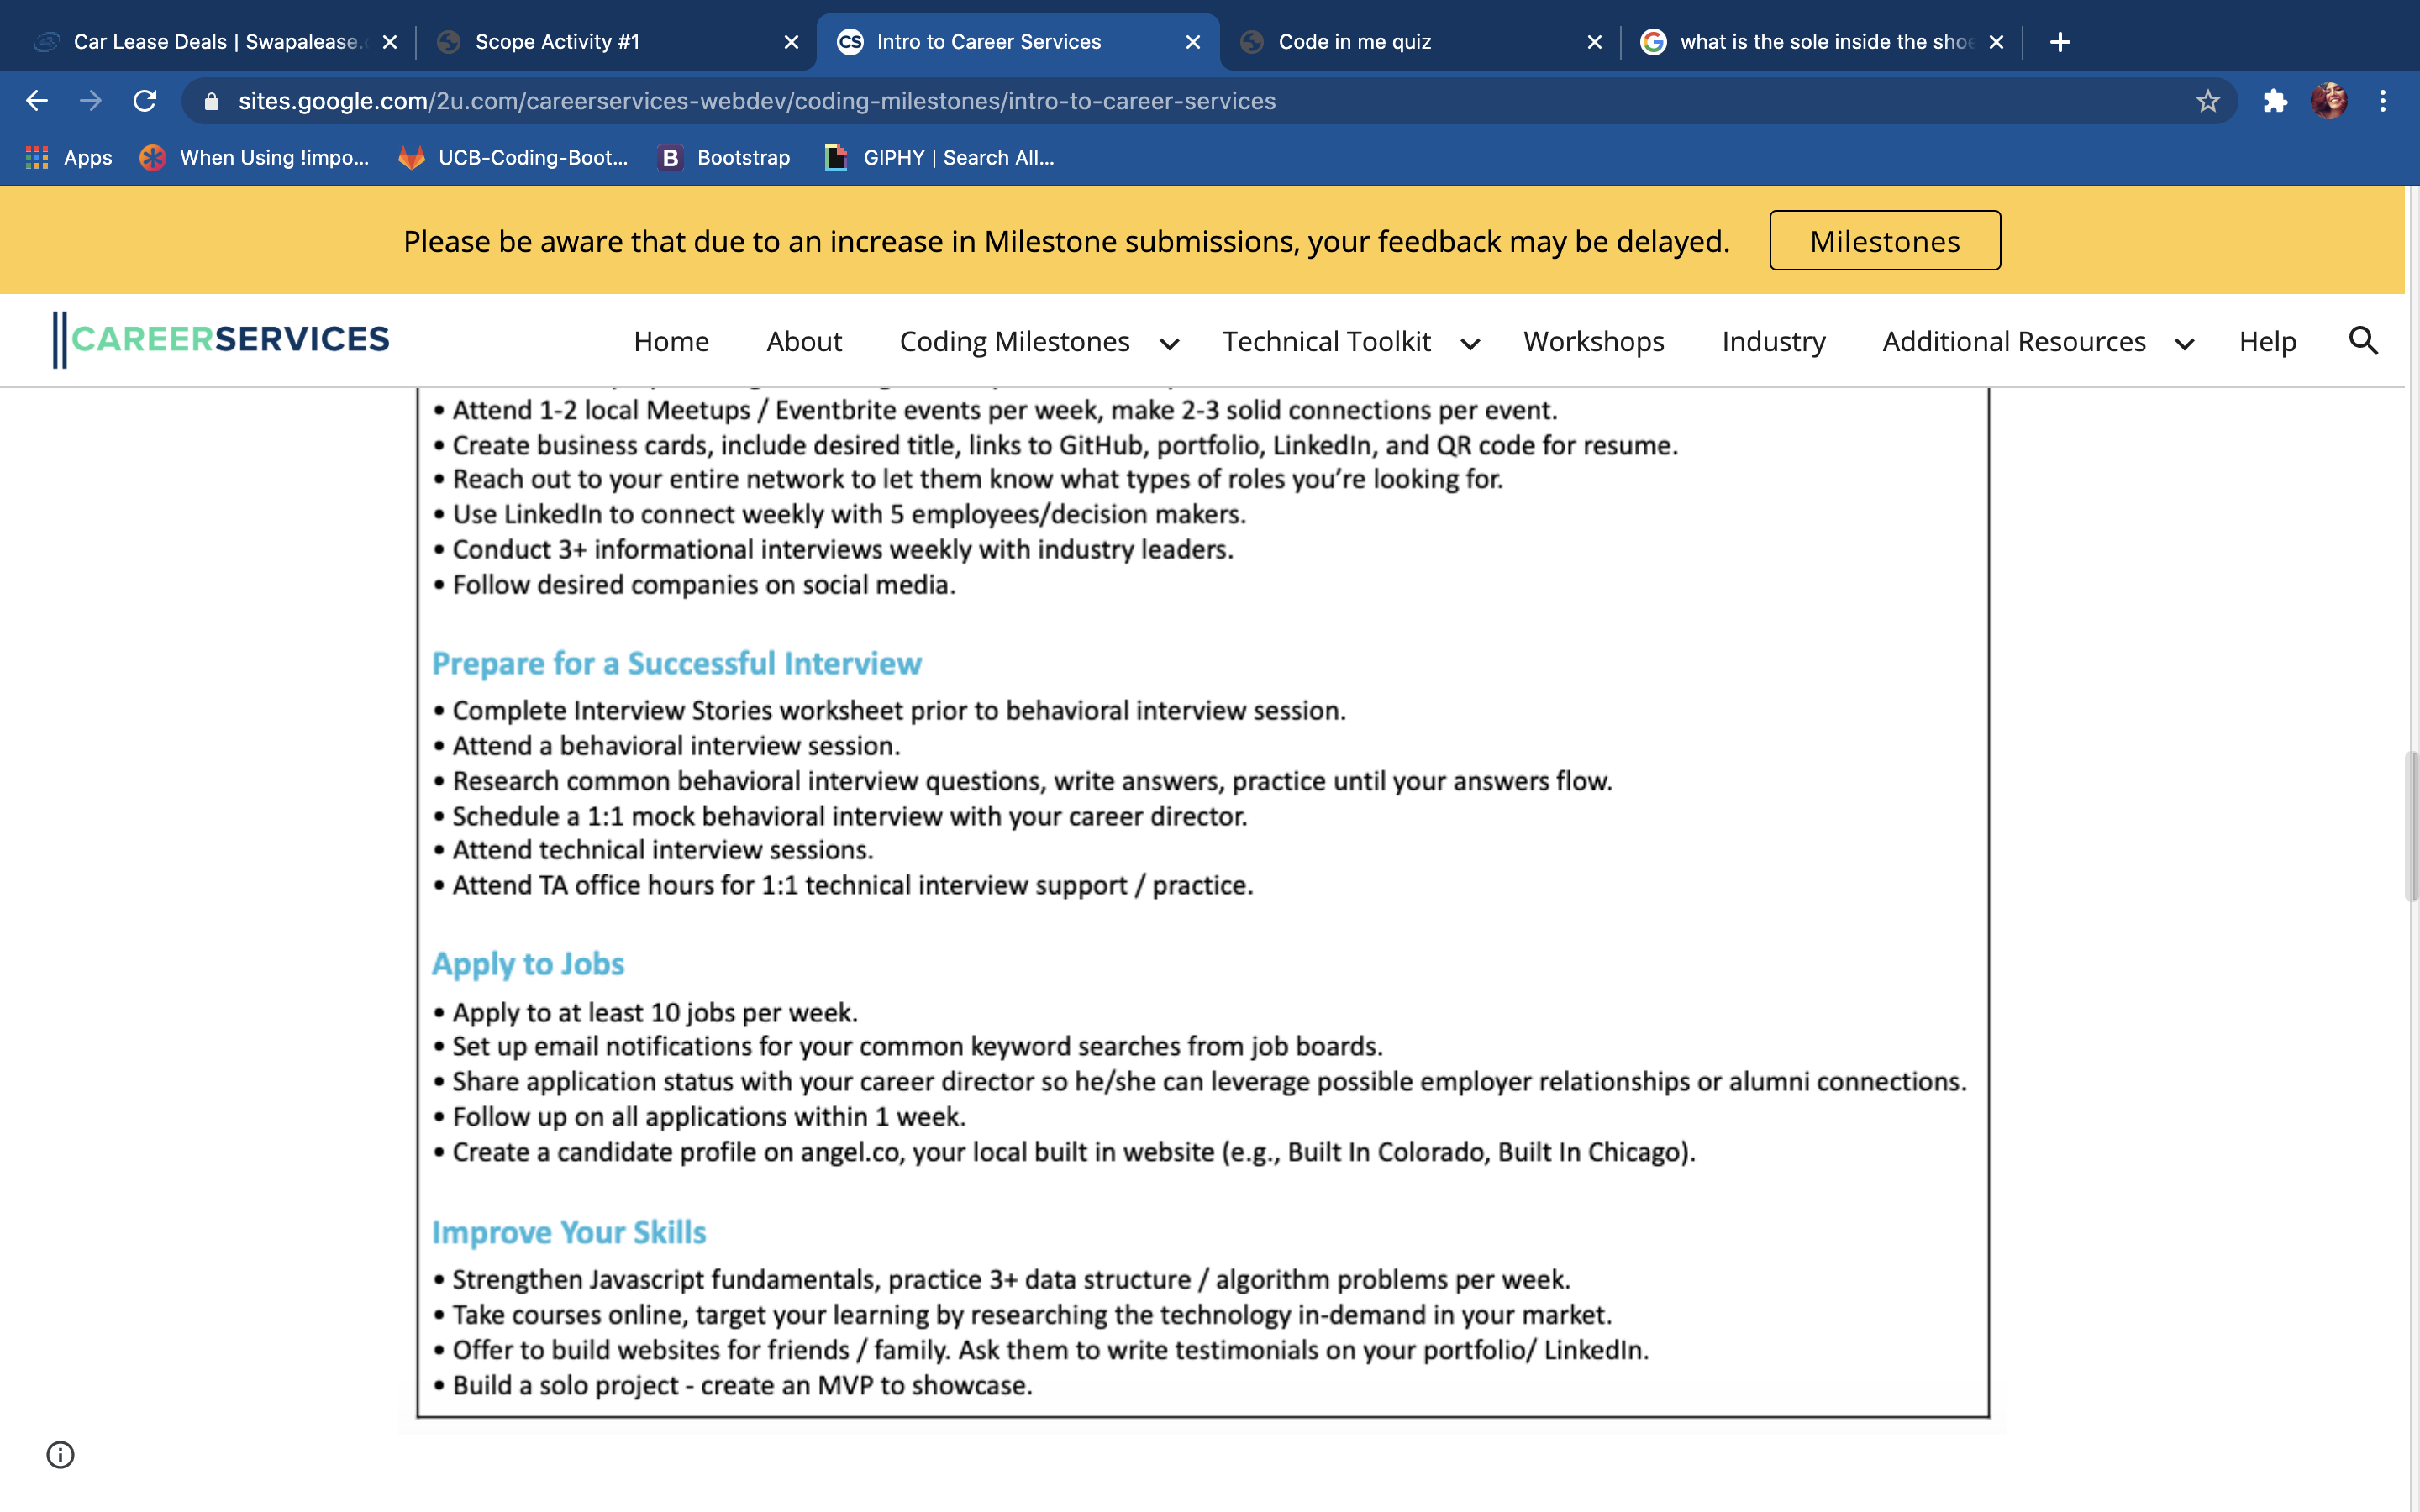 Car Lease Deals | Swapalease.
Scope Activity #1
CS Intro to Career Services
Code in me quiz
G what is the sole inside the shoe
sites.google.com/2u.com/careerservices-webdev/coding-milestones/intro-to-career-services
Apps
When Using !impo...
UCB-Coding-Boot...
B Bootstrap
GIPHY | Search All...
Please be aware that due to an increase in Milestone submissions, your feedback may be delayed.
Milestones
CAREERSERVICES
Home
About
Coding Milestones
Technical Toolkit
Workshops
Industry
Additional Resources
Help
• Attend 1-2 local Meetups / Eventbrite events per week, make 2-3 solid connections per event.
• Create business cards, include desired title, links to GitHub, portfolio, LinkedIn, and QR code for resume.
• Reach out to your entire network to let them know what types of roles you’re looking for.
• Use LinkedIn to connect weekly with 5 employees/decision makers.
• Conduct 3+ informational interviews weekly with industry leaders.
• Follow desired companies on social media.
Prepare for a Successful Interview
• Complete Interview Stories worksheet prior to behavioral interview session.
• Attend a behavioral interview session.
• Research common behavioral interview questions, write answers, practice until your answers flow.
• Schedule a 1:1 mock behavioral interview with your career director.
• Attend technical interview sessions.
• Attend TA office hours for 1:1 technical interview support / practice.
Apply to Jobs
• Apply to at least 10 jobs per week.
• Set up email notifications for your common keyword searches from job boards.
• Share application status with your career director so he/she can leverage possible employer relationships or alumni connections.
• Follow up on all applications within 1 week.
• Create a candidate profile on angel.co, your local built in website (e.g., Built In Colorado, Built In Chicago).
Improve Your Skills
• Strengthen Javascript fundamentals, practice 3+ data structure / algorithm problems per week.
• Take courses online, target your learning by researching the technology in-demand in your market.
• Offer to build websites for friends / family. Ask them to write testimonials on your portfolio/ LinkedIn.
• Build a solo project - create an MVP to showcase.